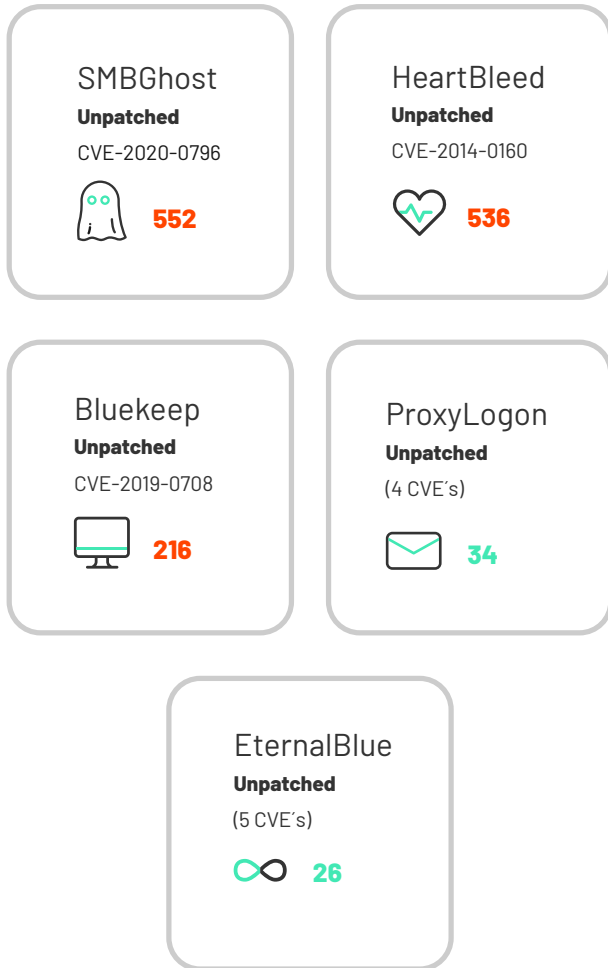 SMBGhost
Unpatched
CVE-2020-0796
552
HeartBleed
Unpatched
CVE-2014-0160
536
Bluekeep
Unpatched
CVE-2019-0708
216
ProxyLogon
Unpatched
(4 CVE´s)
34
EternalBlue
Unpatched
(5 CVE´s)
26